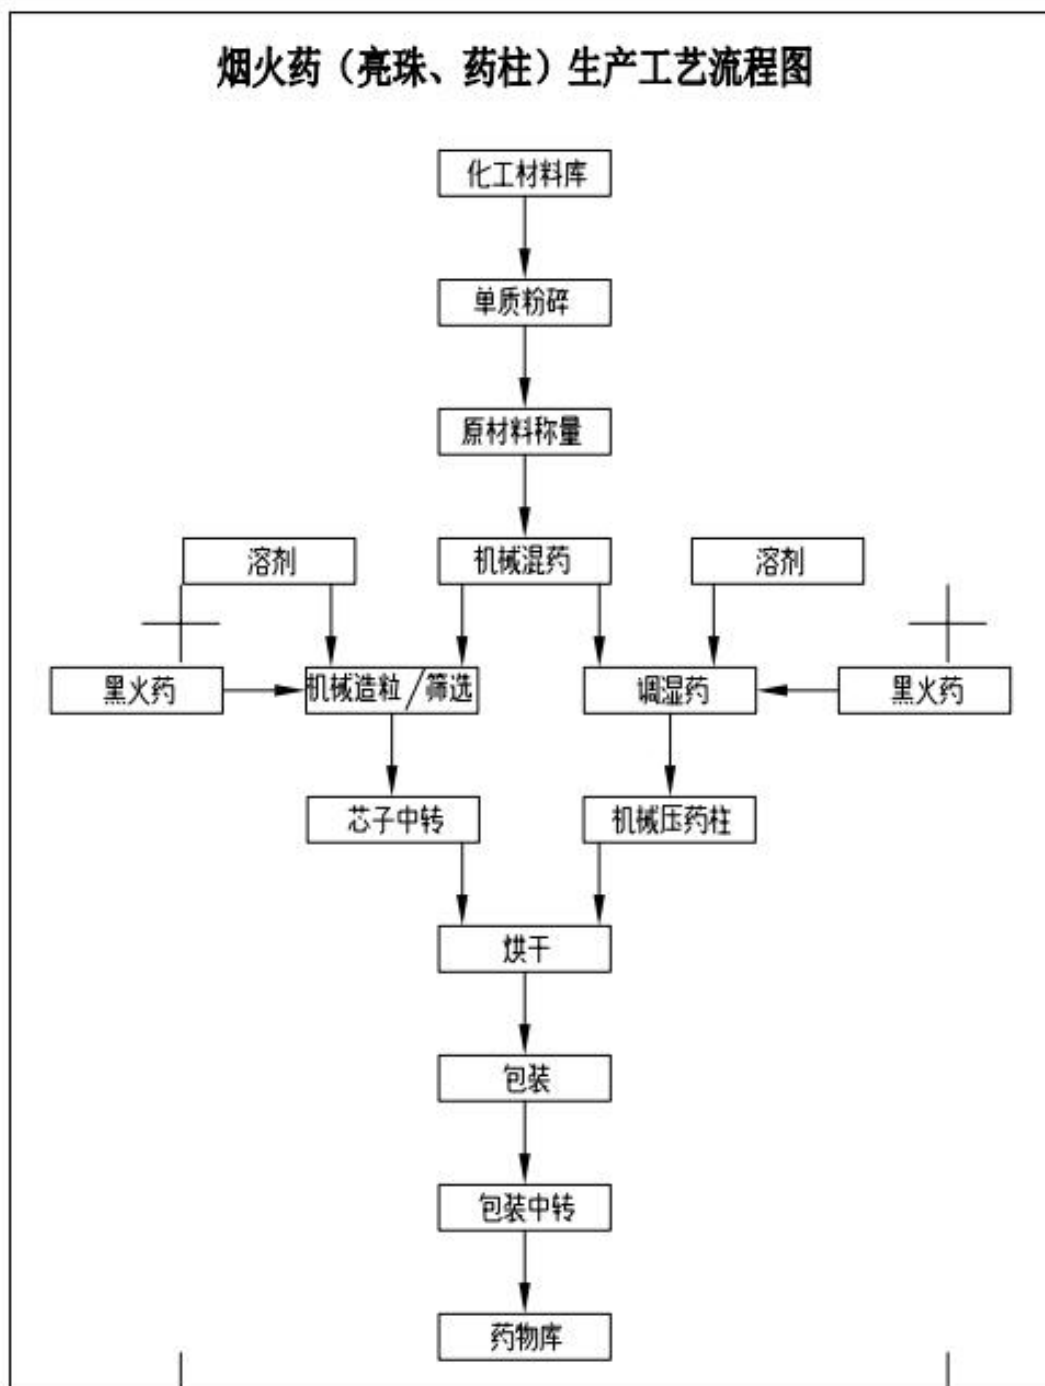 烟火药（亮珠、药柱）生产工艺流程图
化工材料库
单质粉碎
原材料称量
溶剂
机械混药
溶剂
黑火药
机械造粒/筛选
调湿药
黑火药
芯子中转
机械压药柱
烘干
包装
包装中转
药物库